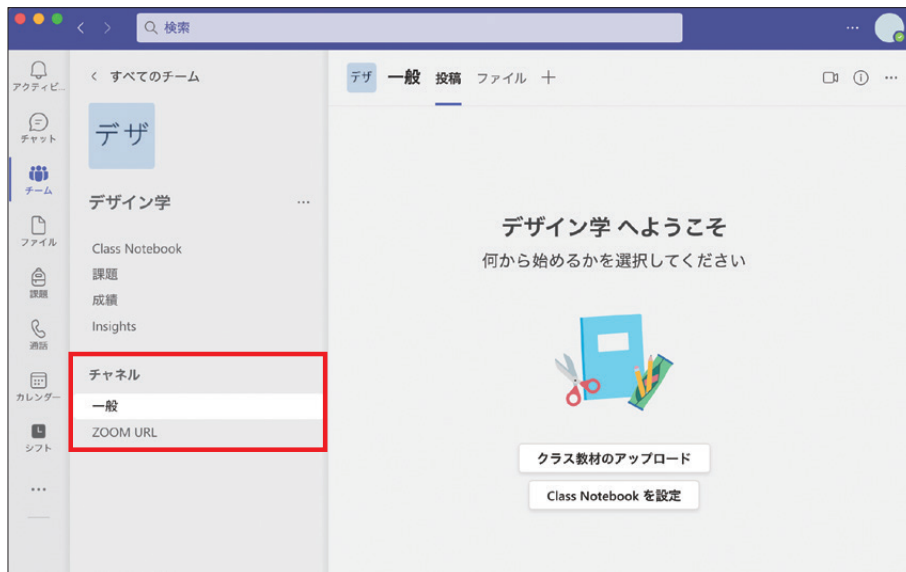 検索
アクティビ...
チャット
チーム
ファイル
課題
通話
カレンダー
シフト
すべてのチーム
デザ
デザイン学
Class Notebook
課題
成績
Insights
チャネル
一般
ZOOM URL
デザ 一般 投稿 ファイル
デザイン学 へようこそ
何から始めるかを選択してください
クラス教材のアップロード
Class Notebook を設定